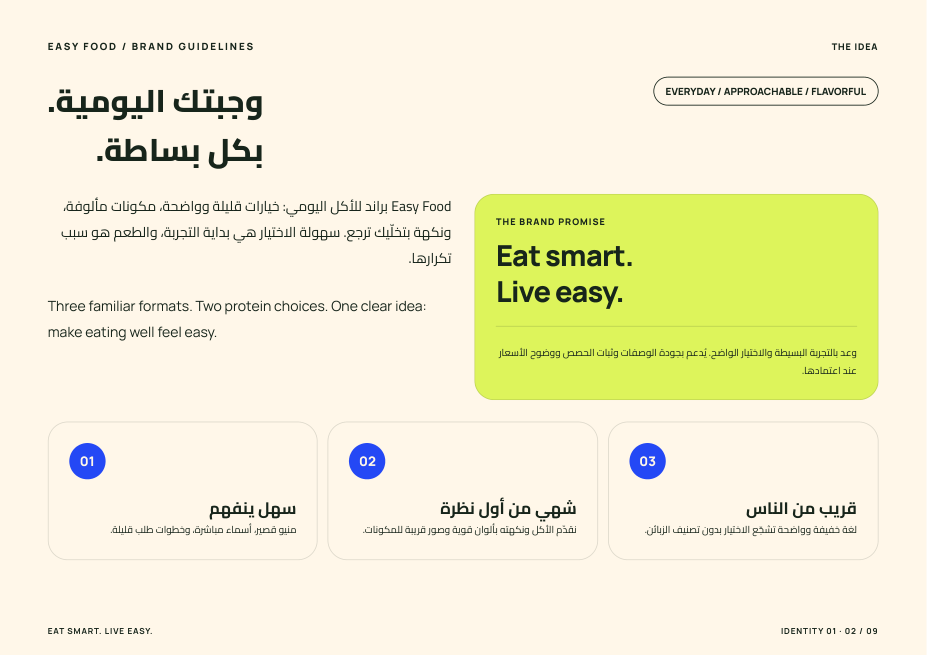 EASY FOOD / BRAND GUIDELINES
THE IDEA
وجبتك اليومية.
بكل بساطة.
EVERYDAY / APPROACHABLE / FLAVORFUL
Easy Food براند للأكل اليومي: خيارات قليلة وواضحة، مكونات مألوفة،
ونكهة بتخلّيك ترجع. سهولة الاختيار هي بداية التجربة، والطعم هو سبب
تكرارها.
Three familiar formats. Two protein choices. One clear idea:
make eating well feel easy.
THE BRAND PROMISE
Eat smart.
Live easy.
وعد بالتجربة البسيطة والاختيار الواضح. يُدعم بجودة الوصفات وثبات الحصص ووضوح الأسعار
عند اعتمادها.
01
سهل ينفهم
منيو قصير، أسماء مباشرة، وخطوات طلب قليلة.
02
شهي من أول نظرة
نقدّم الأكل ونكهته بألوان قوية وصور قريبة للمكونات.
03
قريب من الناس
لغة خفيفة وواضحة تشجّع الاختيار بدون تصنيف الزبائن.
EAT SMART. LIVE EASY.
IDENTITY 01 · 02 / 09